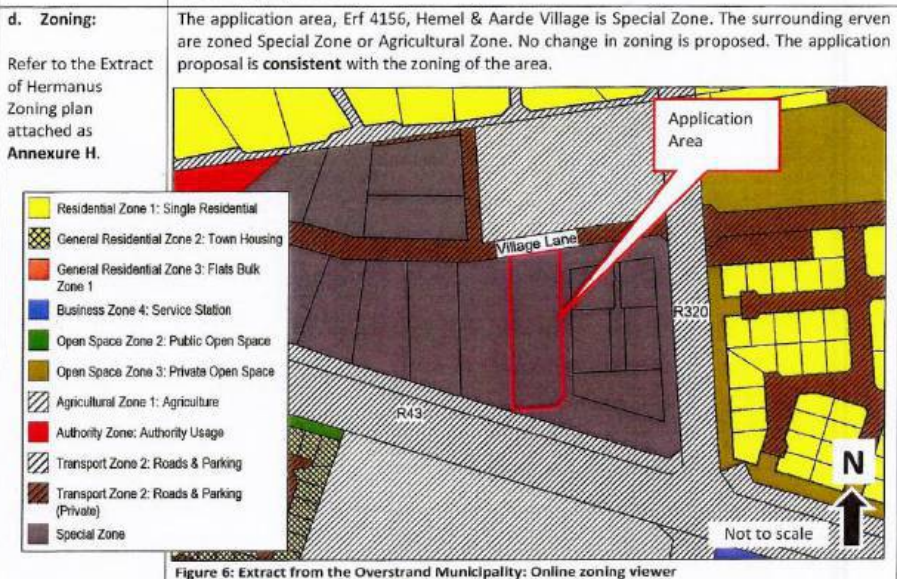 d. Zoning:
Refer to the Extract
of Hermanus
Zoning plan
attached as
Annexure H.
The application area, Erf 4156, Hemel & Aarde Village is Special Zone. The surrounding erven
are zoned Special Zone or Agricultural Zone. No change in zoning is proposed. The application
proposal is consistent with the zoning of the area.
Application
Area
Village Lane
R320
R43
N
Not to scale
Residential Zone 1: Single Residential
General Residential Zone 2: Town Housing
General Residential Zone 3: Flats Bulk
Zone 1
Business Zone 4: Service Station
Open Space Zone 2: Public Open Space
Open Space Zone 3: Private Open Space
Agricultural Zone 1: Agriculture
Authority Zone: Authority Usage
Transport Zone 2: Roads & Parking
Transport Zone 2: Roads & Parking
(Private)
Special Zone
Figure 6: Extract from the Overstrand Municipality: Online zoning viewer